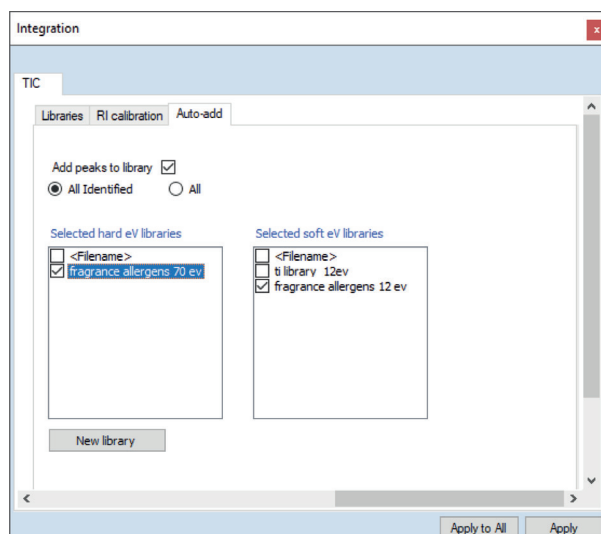 Integration
x
TIC
Libraries RI calibration Auto-add
Add peaks to library
All Identified All
Selected hard eV libraries
<Filename>
fragrance allergens 70 ev
Selected soft eV libraries
<Filename>
ti library 12ev
fragrance allergens 12 ev
New library
Apply to All Apply